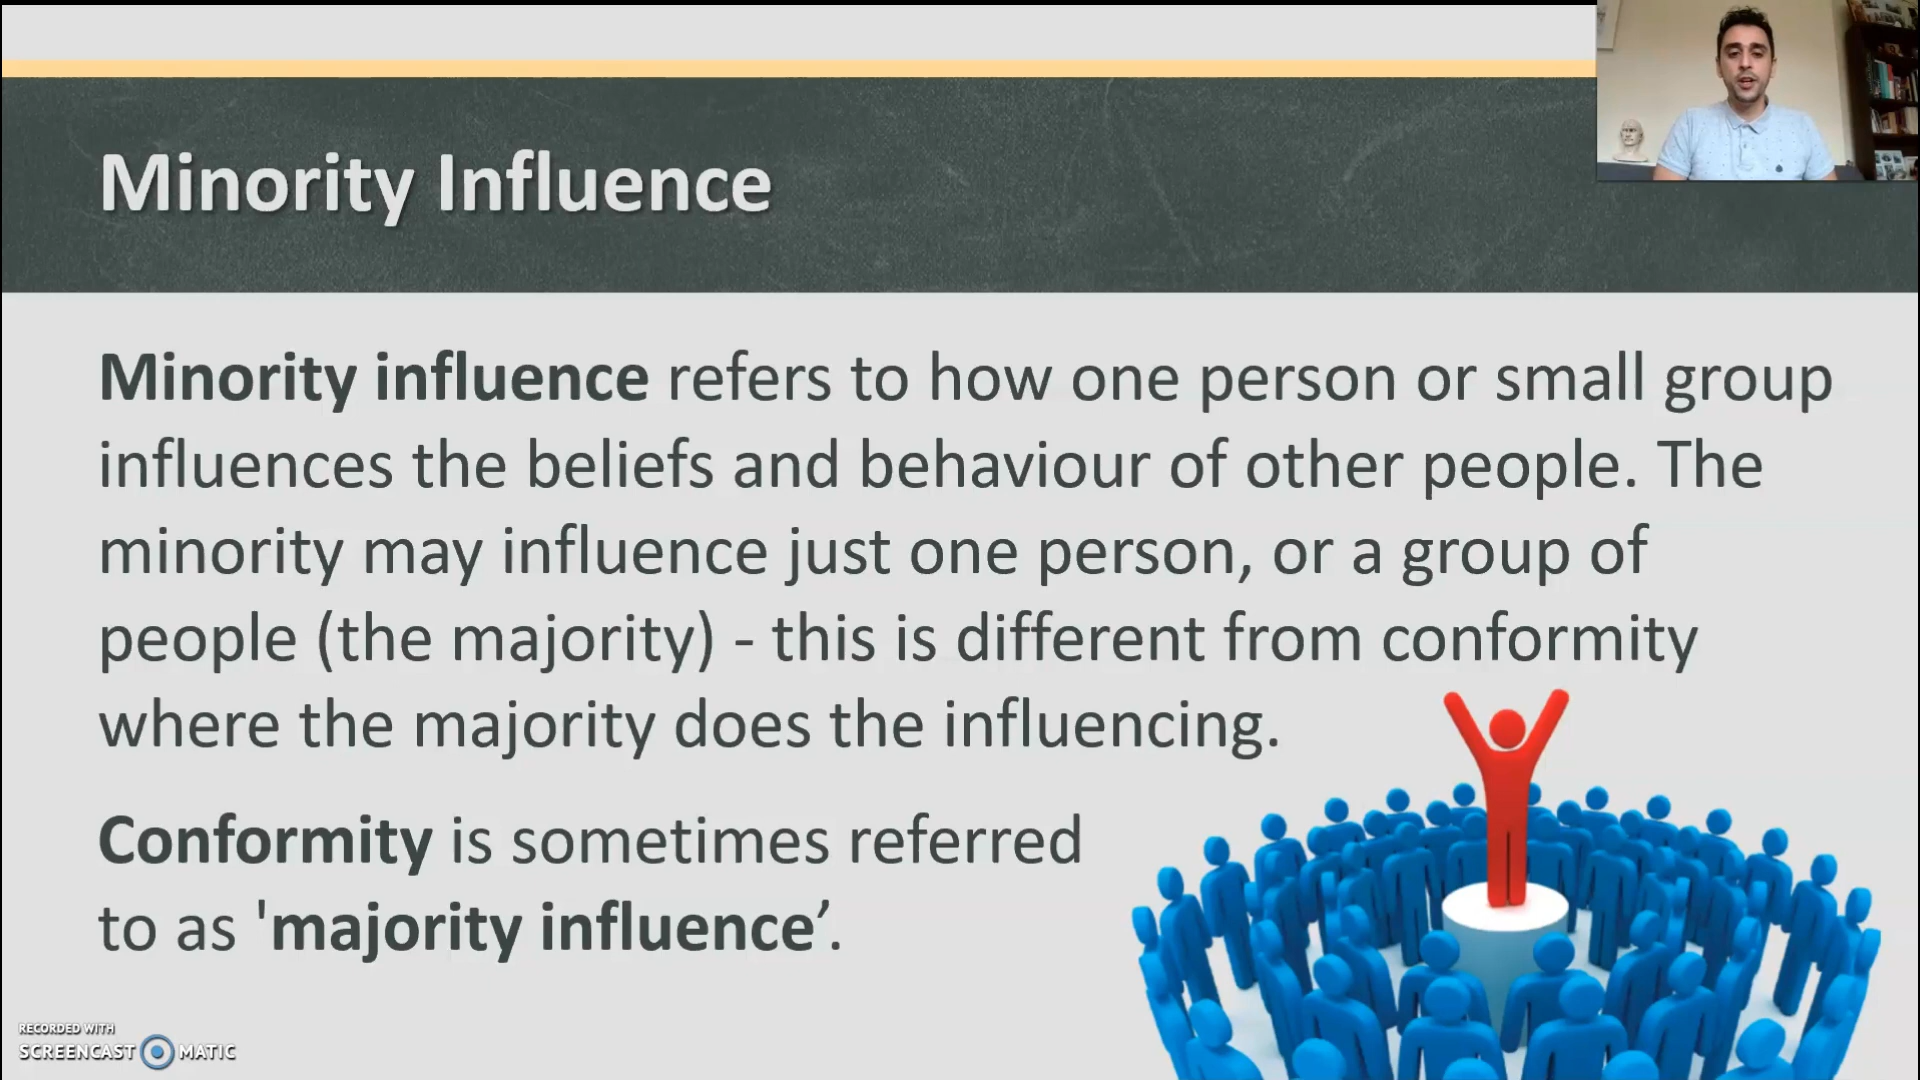 Minority Influence
Minority influence refers to how one person or small group
influences the beliefs and behaviour of other people. The
minority may influence just one person, or a group of
people (the majority) - this is different from conformity
where the majority does the influencing.
Conformity is sometimes referred
to as 'majority influence’.
RECORDED WITH
SCREENCAST MATIC